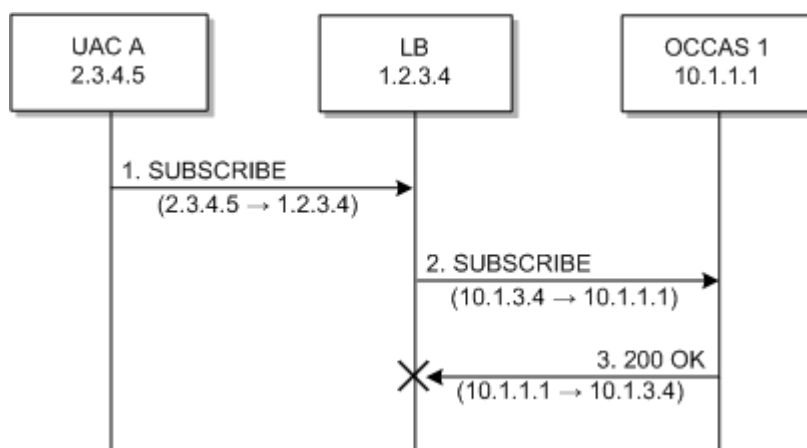 UAC A
2.3.4.5
LB
1.2.3.4
OCCAS 1
10.1.1.1
1. SUBSCRIBE
(2.3.4.5 → 1.2.3.4)
2. SUBSCRIBE
(10.1.3.4 → 10.1.1.1)
3. 200 OK
(10.1.1.1 → 10.1.3.4)